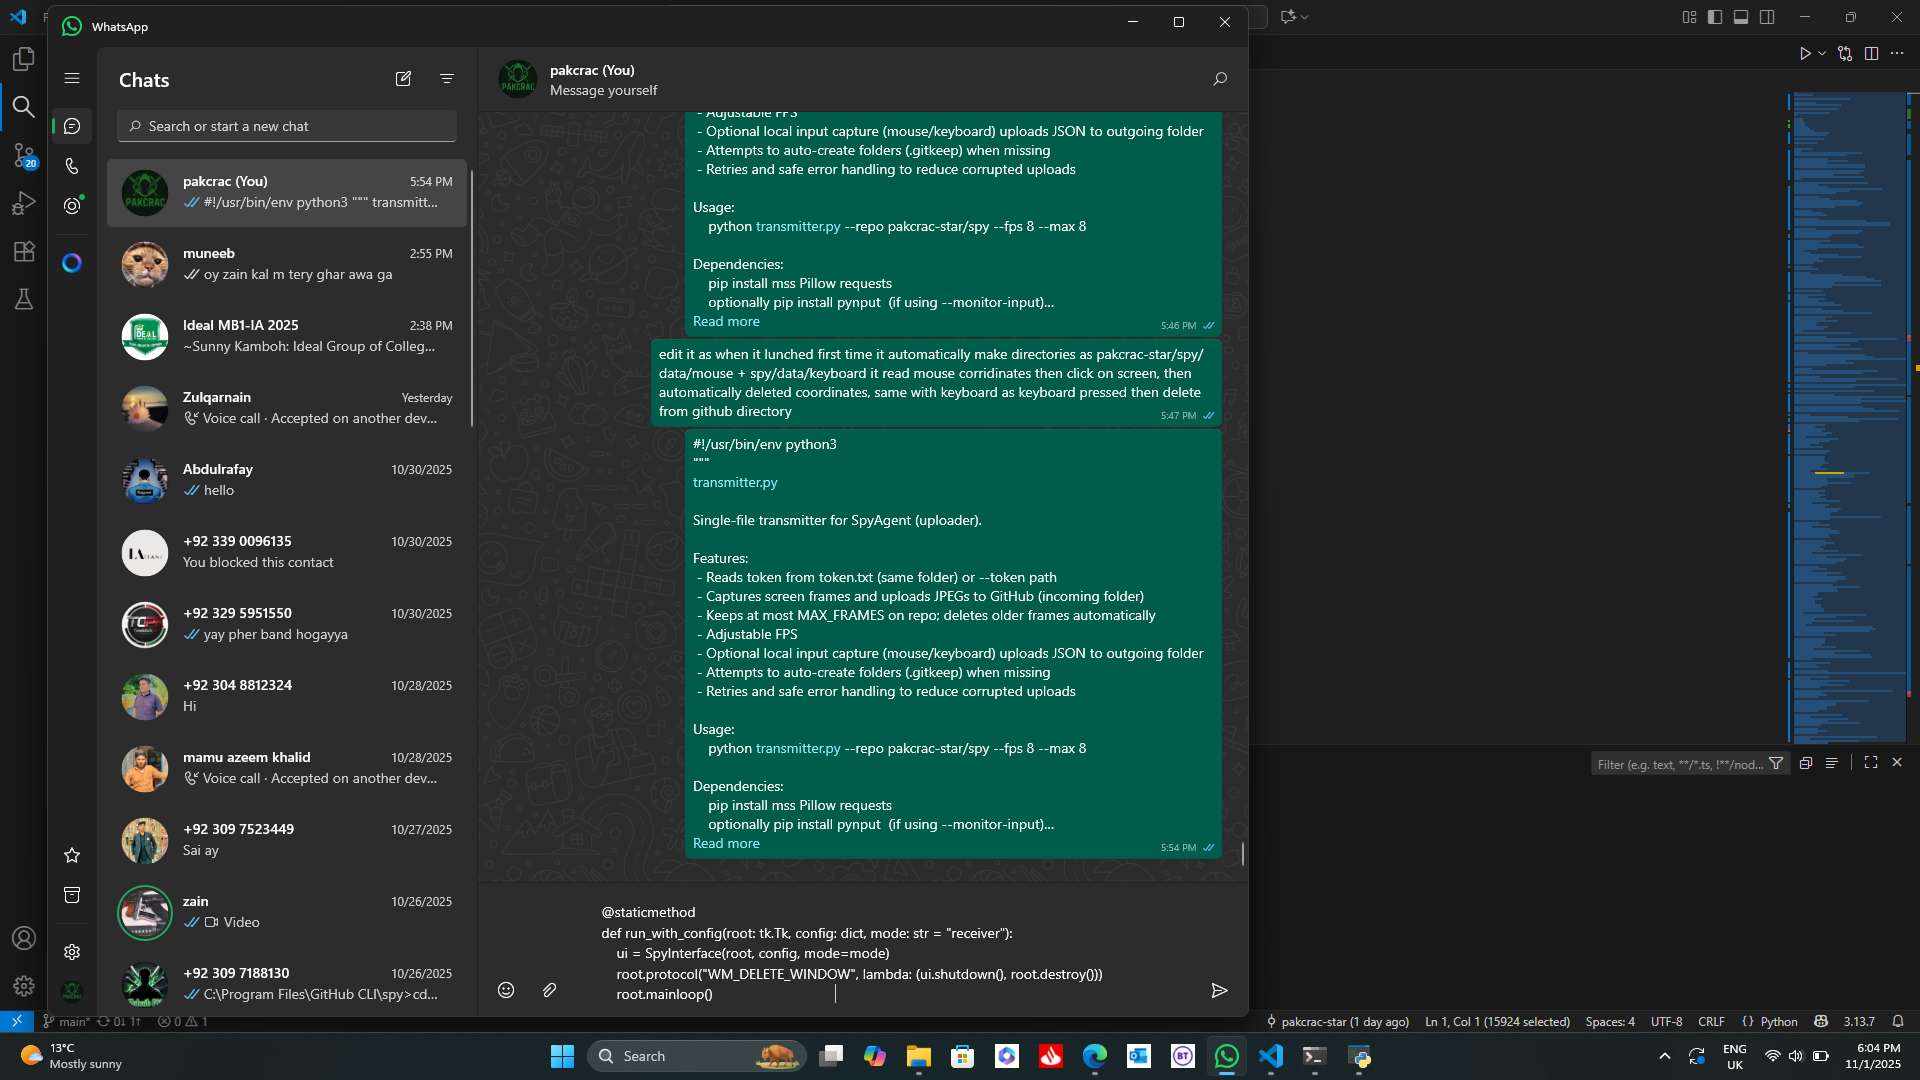 WhatsApp
Chats
Search or start a new chat
pakcrac (You)
5:54 PM
#!/usr/bin/env python3 """ transmitt...
muneeb
2:55 PM
oy zain kal m tery ghar awa ga
Ideal MB1-IA 2025
2:38 PM
~Sunny Kamboh: Ideal Group of Colleg...
Zulqarnain
Yesterday
Voice call · Accepted on another dev...
Abdulrafay
10/30/2025
hello
+92 339 0096135
10/30/2025
You blocked this contact
+92 329 5951550
10/30/2025
yay pher band hogayya
+92 304 8812324
10/28/2025
Hi
mamu azeem khalid
10/28/2025
Voice call · Accepted on another dev...
+92 309 7523449
10/27/2025
Sai ay
zain
10/26/2025
Video
+92 309 7188130
10/26/2025
C:\Program Files\GitHub CLI\spy>cd...
pakcrac (You)
Message yourself
- Adjustable FPS
- Optional local input capture (mouse/keyboard) uploads JSON to outgoing folder
- Attempts to auto-create folders (.gitkeep) when missing
- Retries and safe error handling to reduce corrupted uploads
Usage:
python transmitter.py --repo pakcrac-star/spy --fps 8 --max 8
Dependencies:
pip install mss Pillow requests
optionally pip install pynput  (if using --monitor-input)...
Read more
5:46 PM
edit it as when it lunched first time it automatically make directories as pakcrac-star/spy/
data/mouse + spy/data/keyboard it read mouse corridinates then click on screen, then
automatically deleted coordinates, same with keyboard as keyboard pressed then delete
from github directory
5:47 PM
#!/usr/bin/env python3
"""
transmitter.py
Single-file transmitter for SpyAgent (uploader).
Features:
- Reads token from token.txt (same folder) or --token path
- Captures screen frames and uploads JPEGs to GitHub (incoming folder)
- Keeps at most MAX_FRAMES on repo; deletes older frames automatically
- Adjustable FPS
- Optional local input capture (mouse/keyboard) uploads JSON to outgoing folder
- Attempts to auto-create folders (.gitkeep) when missing
- Retries and safe error handling to reduce corrupted uploads
Usage:
python transmitter.py --repo pakcrac-star/spy --fps 8 --max 8
Dependencies:
pip install mss Pillow requests
optionally pip install pynput  (if using --monitor-input)...
Read more
5:54 PM
@staticmethod
def run_with_config(root: tk.Tk, config: dict, mode: str = "receiver"):
ui = SpyInterface(root, config, mode=mode)
root.protocol("WM_DELETE_WINDOW", lambda: (ui.shutdown(), root.destroy()))
root.mainloop()
20
Filter (e.g. text, **/*.ts, !**/nod...
main* 0↓ 1↑ 0 1
pakcrac-star (1 day ago) Ln 1, Col 1 (15924 selected) Spaces: 4 UTF-8 CRLF {} Python 3.13.7
13°C
Mostly sunny
Search
BT
ENG
UK
6:04 PM
11/1/2025